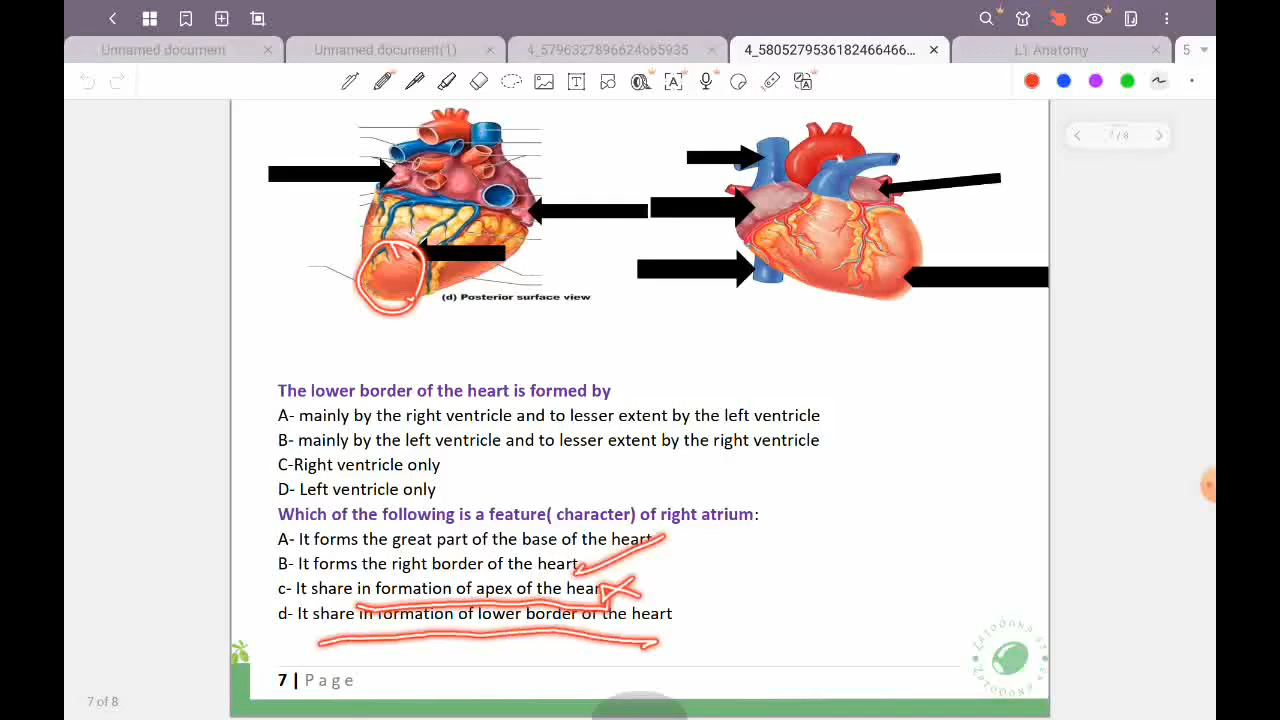 Unnamed document
Unnamed document(1)
4_5796327896624665935
4_5805279536182466466...
L1 Anatomy
5
7 / 8
(d) Posterior surface view
The lower border of the heart is formed by
A- mainly by the right ventricle and to lesser extent by the left ventricle
B- mainly by the left ventricle and to lesser extent by the right ventricle
C-Right ventricle only
D- Left ventricle only
Which of the following is a feature( character) of right atrium:
A- It forms the great part of the base of the heart
B- It forms the right border of the heart
c- It share in formation of apex of the heart
d- It share in formation of lower border of the heart
7 | Page
7 of 8